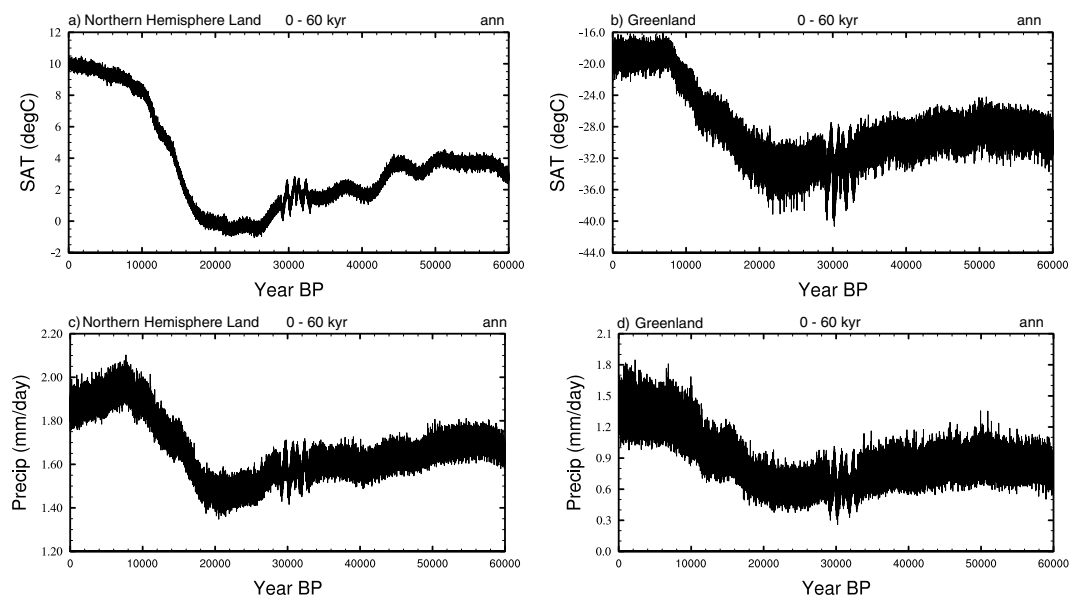 a) Northern Hemisphere Land 0 - 60 kyr ann
12
10
8
6
4
2
0
-2
SAT (degC)
0 10000 20000 30000 40000 50000 60000
Year BP
b) Greenland 0 - 60 kyr ann
-16.0
-20.0
-24.0
-28.0
-32.0
-36.0
-40.0
-44.0
SAT (degC)
0 10000 20000 30000 40000 50000 60000
Year BP
c) Northern Hemisphere Land 0 - 60 kyr ann
2.20
2.00
1.80
1.60
1.40
1.20
Precip (mm/day)
0 10000 20000 30000 40000 50000 60000
Year BP
d) Greenland 0 - 60 kyr ann
2.1
1.8
1.5
1.2
0.9
0.6
0.3
0.0
Precip (mm/day)
0 10000 20000 30000 40000 50000 60000
Year BP